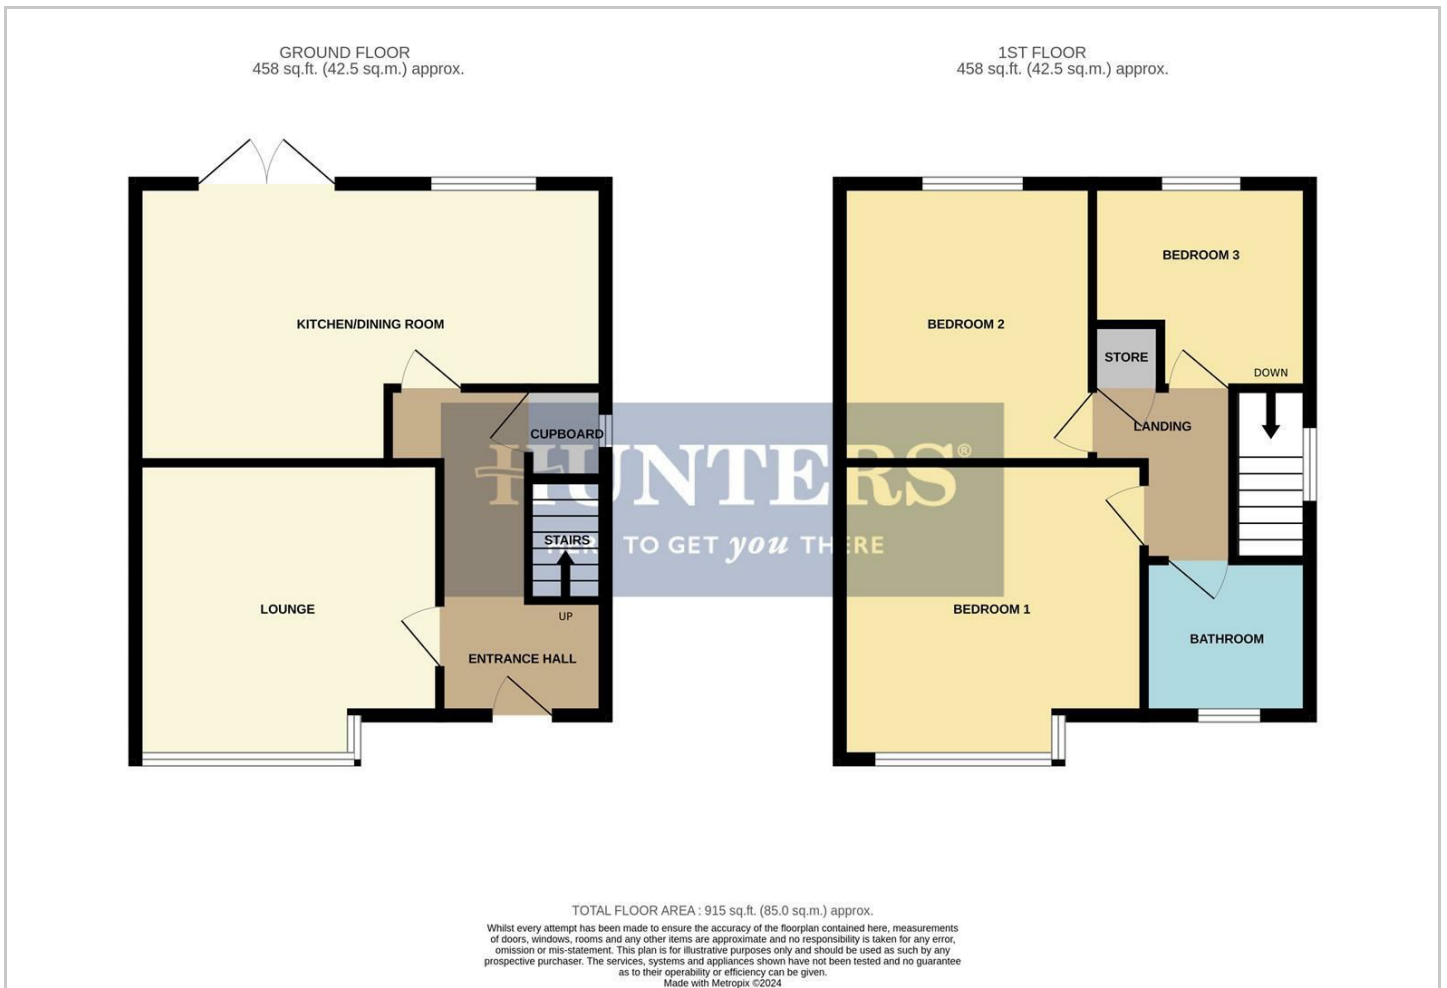 GROUND FLOOR
458 sq.ft. (42.5 sq.m.) approx.
1ST FLOOR
458 sq.ft. (42.5 sq.m.) approx.
KITCHEN/DINING ROOM
CUPBOARD
STAIRS
UP
LOUNGE
ENTRANCE HALL
BEDROOM 2
BEDROOM 3
STORE
DOWN
LANDING
BEDROOM 1
BATHROOM
HUNTERS®
HERE TO GET you THERE
TOTAL FLOOR AREA : 915 sq.ft. (85.0 sq.m.) approx.
Whilst every attempt has been made to ensure the accuracy of the floorplan contained here, measurements
of doors, windows, rooms and any other items are approximate and no responsibility is taken for any error,
omission or mis-statement. This plan is for illustrative purposes only and should be used as such by any
prospective purchaser. The services, systems and appliances shown have not been tested and no guarantee
as to their operability or efficiency can be given.
Made with Metropix ©2024